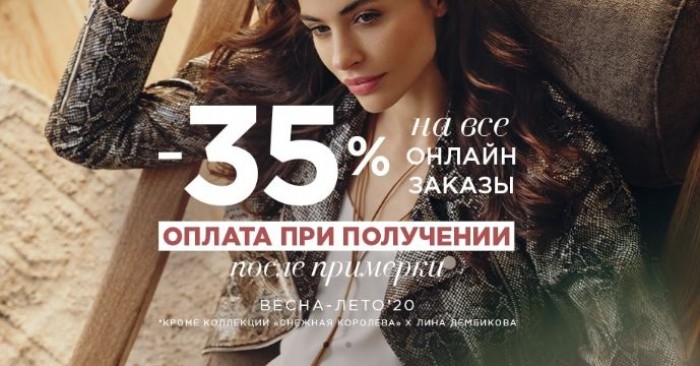 -35% на все
ОНЛАЙН
ЗАКАЗЫ
ОПЛАТА ПРИ ПОЛУЧЕНИИ
после примерки
ВЕСНА-ЛЕТО'20
*КРОМЕ КОЛЛЕКЦИИ «СНЕЖНАЯ КОРОЛЕВА» X ЛИНА ДЕМБИКОВА